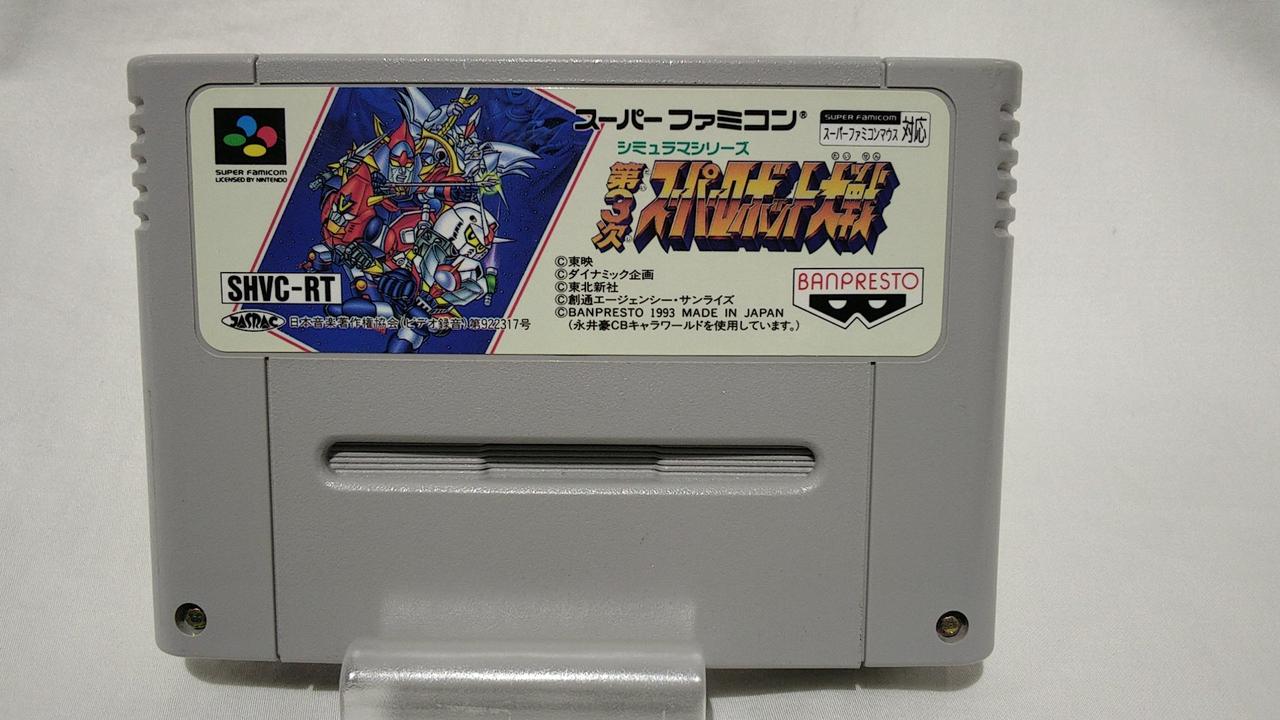 スーパーファミコン®
SUPER FAMICOM
スーパーファミコンマウス対応
SUPER FAMICOM
LICENSED BY NINTENDO
シミュラマシリーズ
たいせん
第3次スーパーロボット大戦
©東映
©ダイナミック企画
©東北新社
©創通エージェンシー・サンライズ
©BANPRESTO 1993 MADE IN JAPAN
(永井豪CBキャラワールドを使用しています。)
BANPRESTO
SHVC-RT
JASRAC 日本音楽著作権協会(ビデオ録音)第922317号